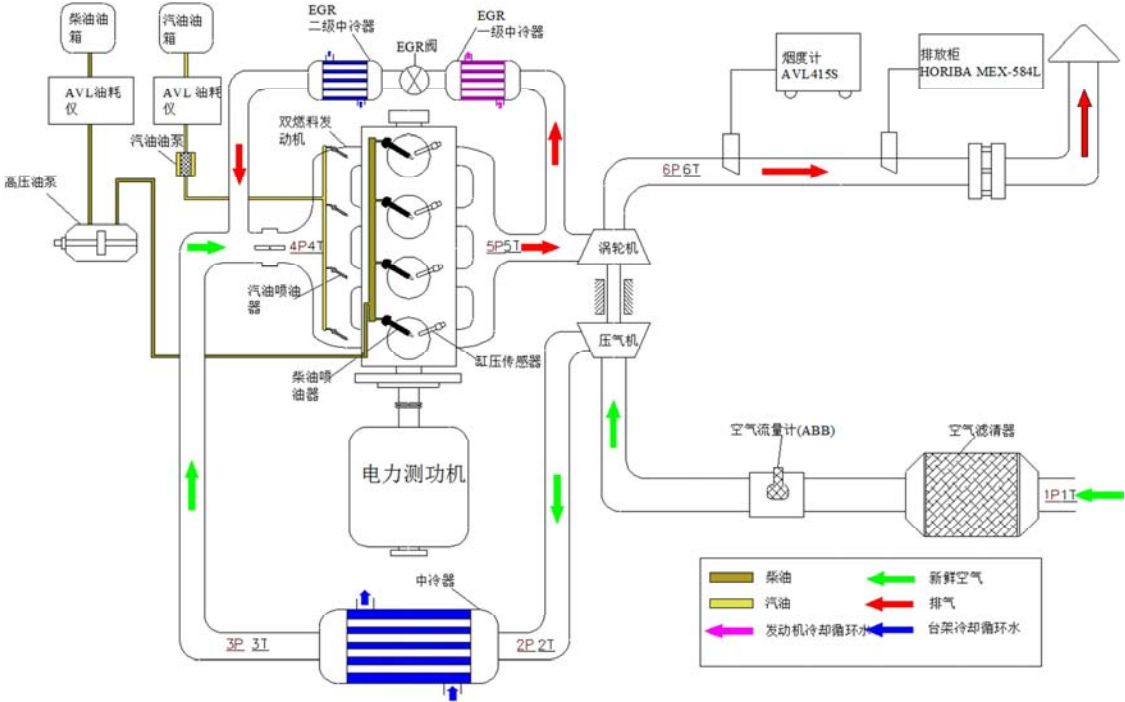 柴油油
箱
汽油油
箱
AVL油耗
仪
AVL 油耗
仪
汽油油泵
高压油泵
EGR
二级中冷器
EGR阀
EGR
一级中冷器
双燃料发
动机
烟度计
AVL415S
排放柜
HORIBA MEX-584L
6P 6T
4P4T
5P5T
涡轮机
汽油喷油
器
压气机
缸压传感器
柴油喷
油器
电力测功机
空气流量计(ABB)
空气滤清器
1P1T
中冷器
3P 3T
2P 2T
柴油
新鲜空气
汽油
排气
发动机冷却循环水
台架冷却循环水